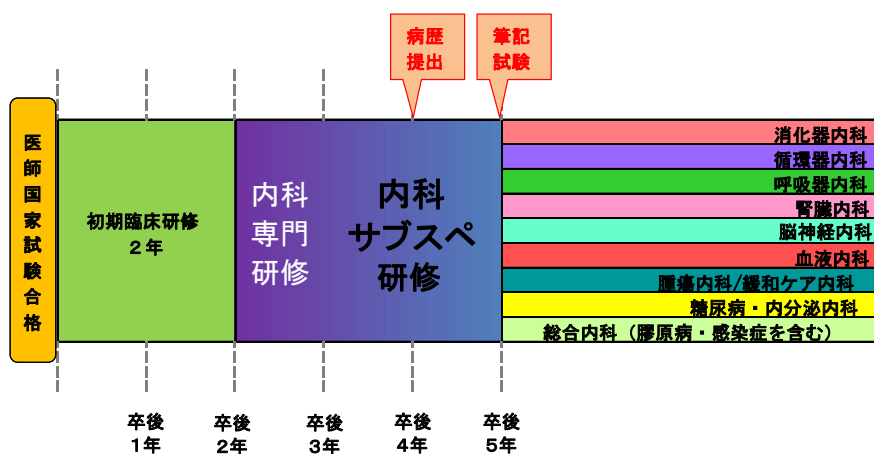 病歴
提出
筆記
試験
医師国家試験合格
初期臨床研修
２年
内科
専門
研修
内科
サブスペ
研修
消化器内科
循環器内科
呼吸器内科
腎臓内科
脳神経内科
血液内科
腫瘍内科/緩和ケア内科
糖尿病・内分泌内科
総合内科（膠原病・感染症を含む）
卒後
1年
卒後
2年
卒後
3年
卒後
4年
卒後
5年